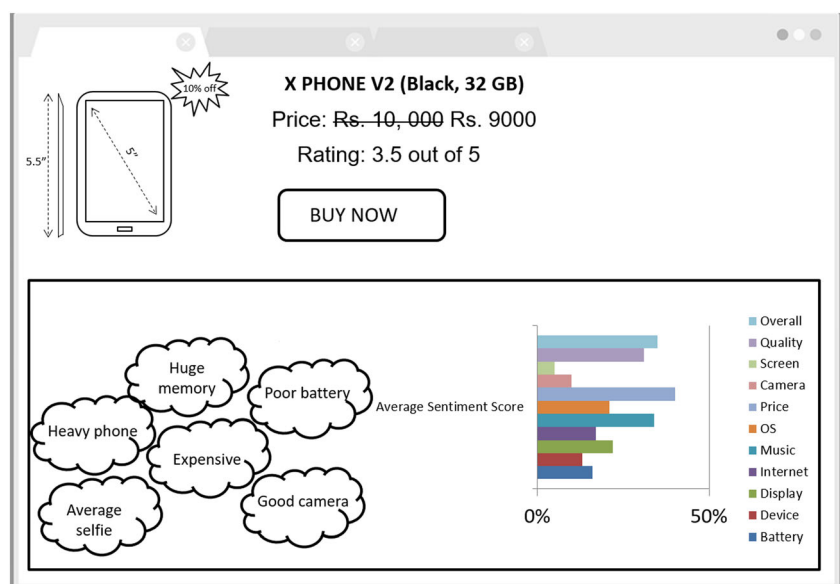 10% off
X PHONE V2 (Black, 32 GB)
Price: Rs. 10, 000 Rs. 9000
Rating: 3.5 out of 5
5.5"
5"
BUY NOW
Huge
memory
Poor battery
Heavy phone
Expensive
Average
selfie
Good camera
Average Sentiment Score
0%
50%
Overall
Quality
Screen
Camera
Price
OS
Music
Internet
Display
Device
Battery